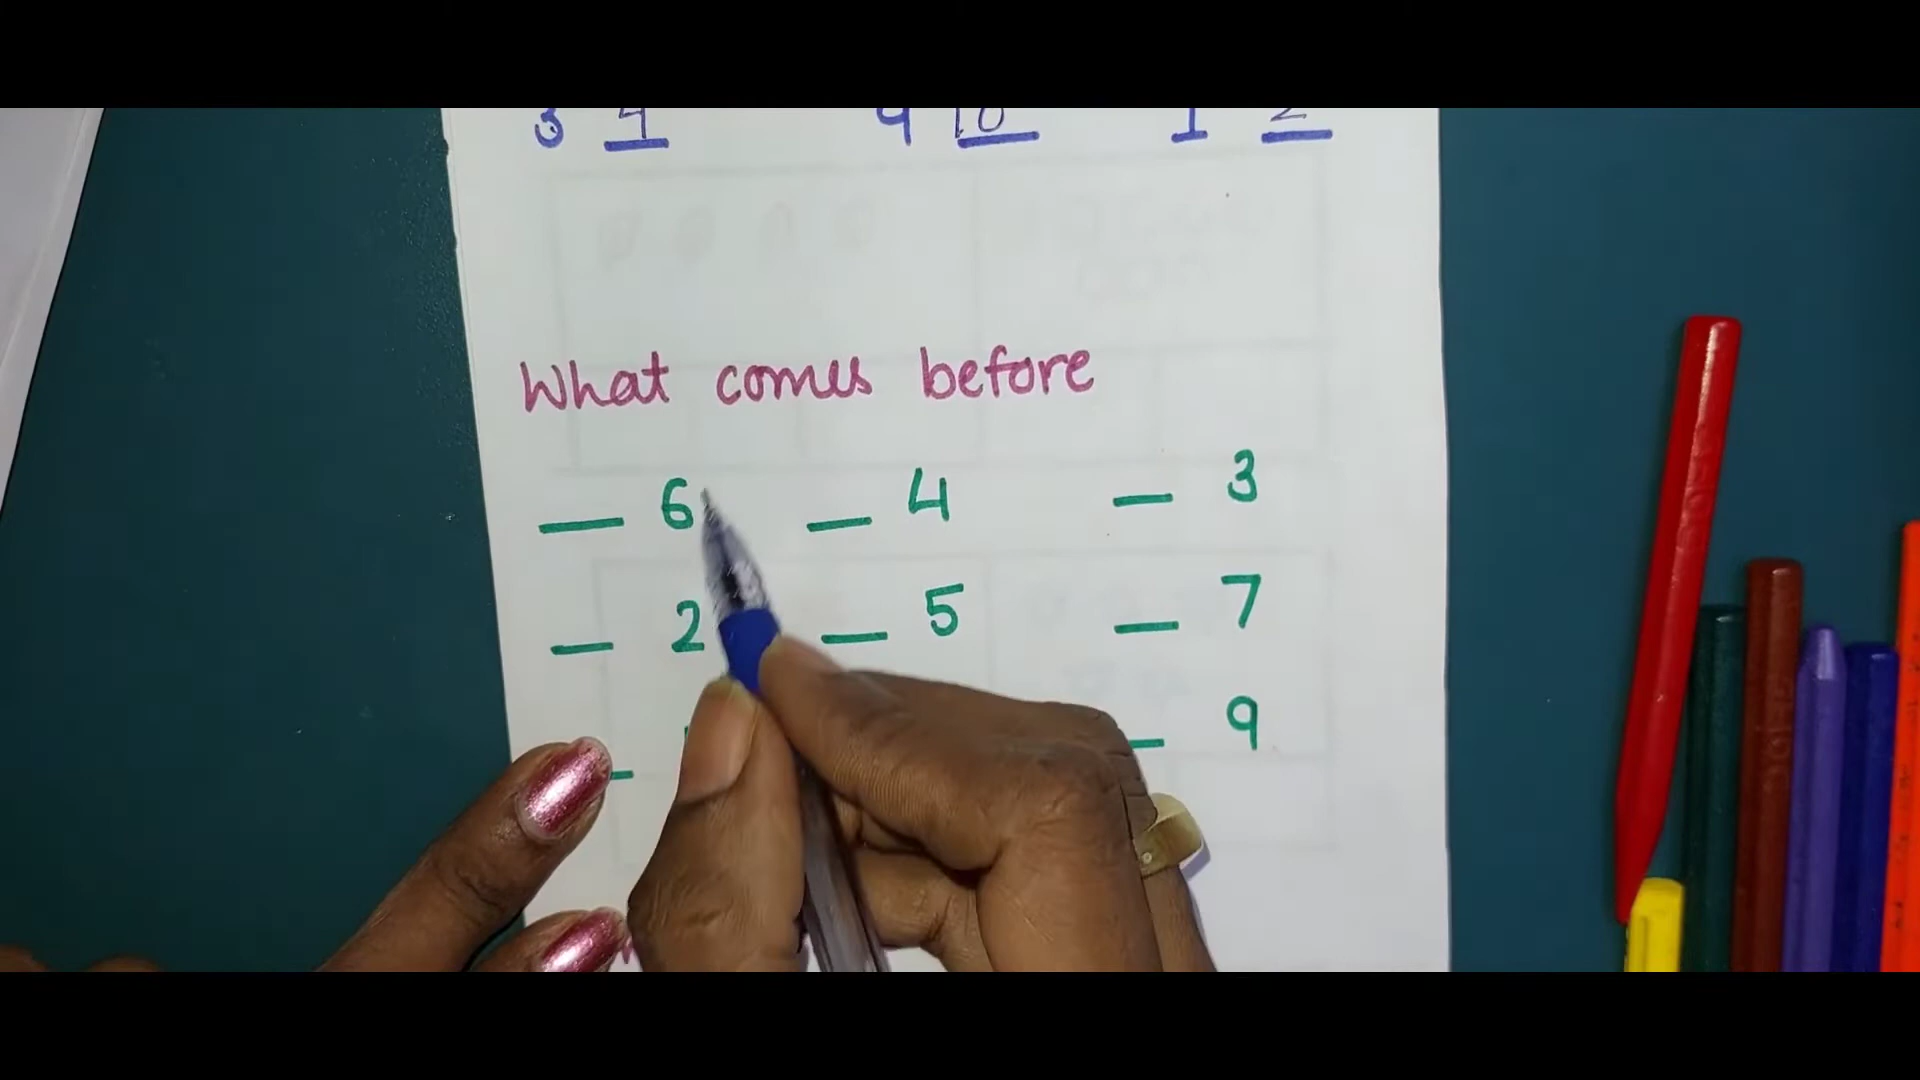 3 4 9 10 1 2
What comes before
_ 6 _ 4 _ 3
_ 2 _ 5 _ 7
_ _ 9